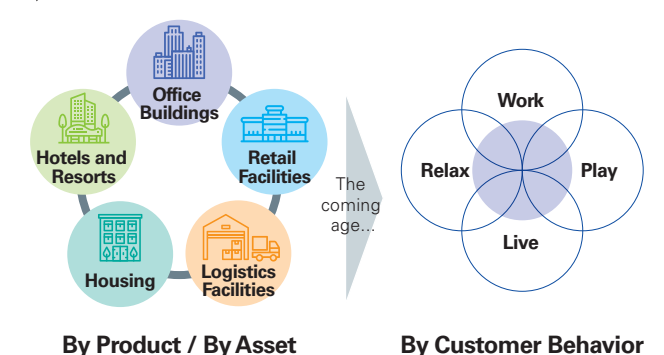 Office
Buildings
Hotels and
Resorts
Retail
Facilities
Housing
Logistics
Facilities
By Product / By Asset
The
coming
age...
Work
Relax
Play
Live
By Customer Behavior